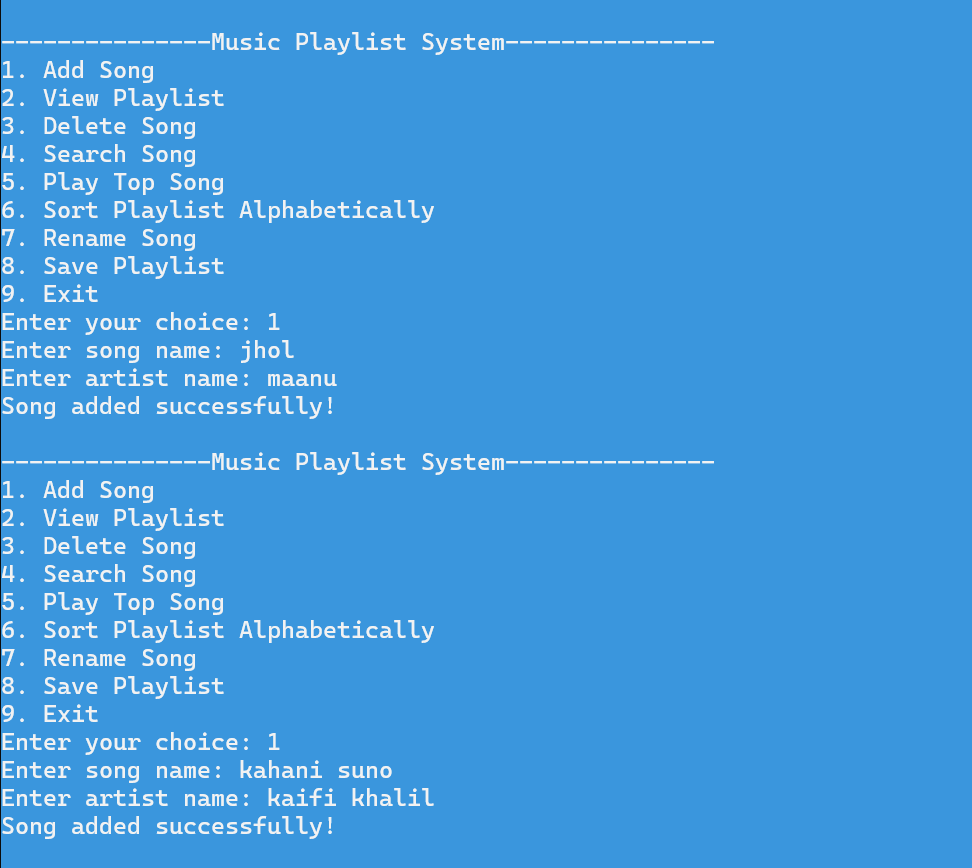 ---------------Music Playlist System---------------
1. Add Song
2. View Playlist
3. Delete Song
4. Search Song
5. Play Top Song
6. Sort Playlist Alphabetically
7. Rename Song
8. Save Playlist
9. Exit
Enter your choice: 1
Enter song name: jhol
Enter artist name: maanu
Song added successfully!
---------------Music Playlist System---------------
1. Add Song
2. View Playlist
3. Delete Song
4. Search Song
5. Play Top Song
6. Sort Playlist Alphabetically
7. Rename Song
8. Save Playlist
9. Exit
Enter your choice: 1
Enter song name: kahani suno
Enter artist name: kaifi khalil
Song added successfully!